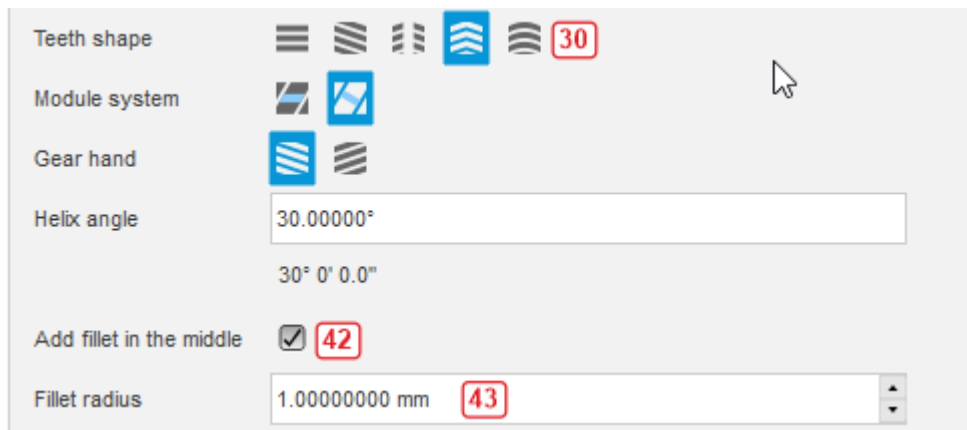 Teeth shape 30
Module system
Gear hand
Helix angle 30.00000°
30° 0' 0.0"
Add fillet in the middle 42
Fillet radius 1.00000000 mm 43